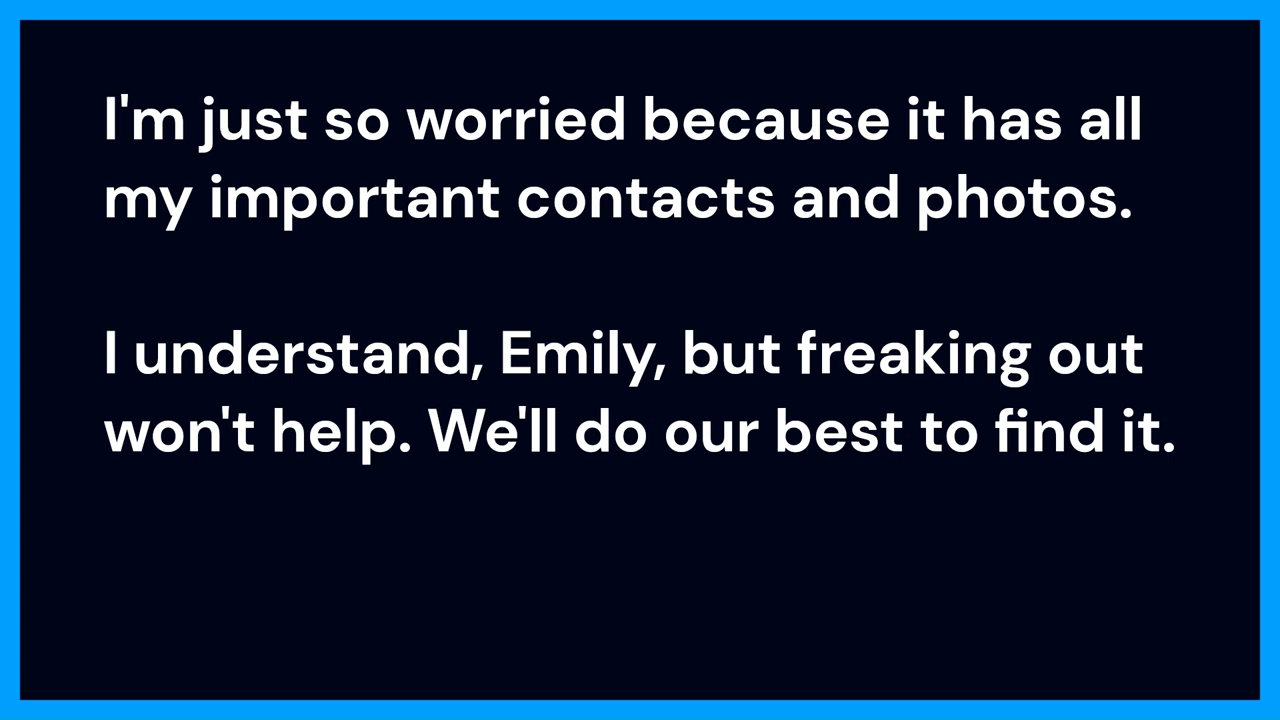 I'm just so worried because it has all
my important contacts and photos.
I understand, Emily, but freaking out
won't help. We'll do our best to find it.